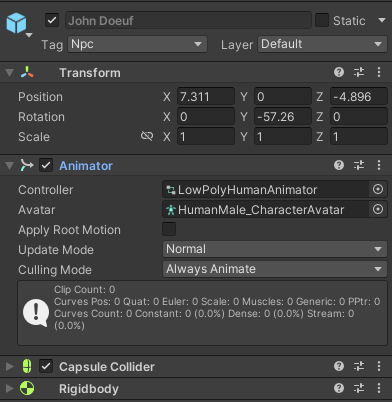 John Doeuf Static
Tag Npc Layer Default
Transform
Position X 7.311 Y 0 Z -4.896
Rotation X 0 Y -57.26 Z 0
Scale X 1 Y 1 Z 1
Animator
Controller LowPolyHumanAnimator
Avatar HumanMale_CharacterAvatar
Apply Root Motion
Update Mode Normal
Culling Mode Always Animate
Clip Count: 0
Curves Pos: 0 Quat: 0 Euler: 0 Scale: 0 Muscles: 0 Generic: 0 PPtr: 0
Curves Count: 0 Constant: 0 (0.0%) Dense: 0 (0.0%) Stream: 0
(0.0%)
Capsule Collider
Rigidbody